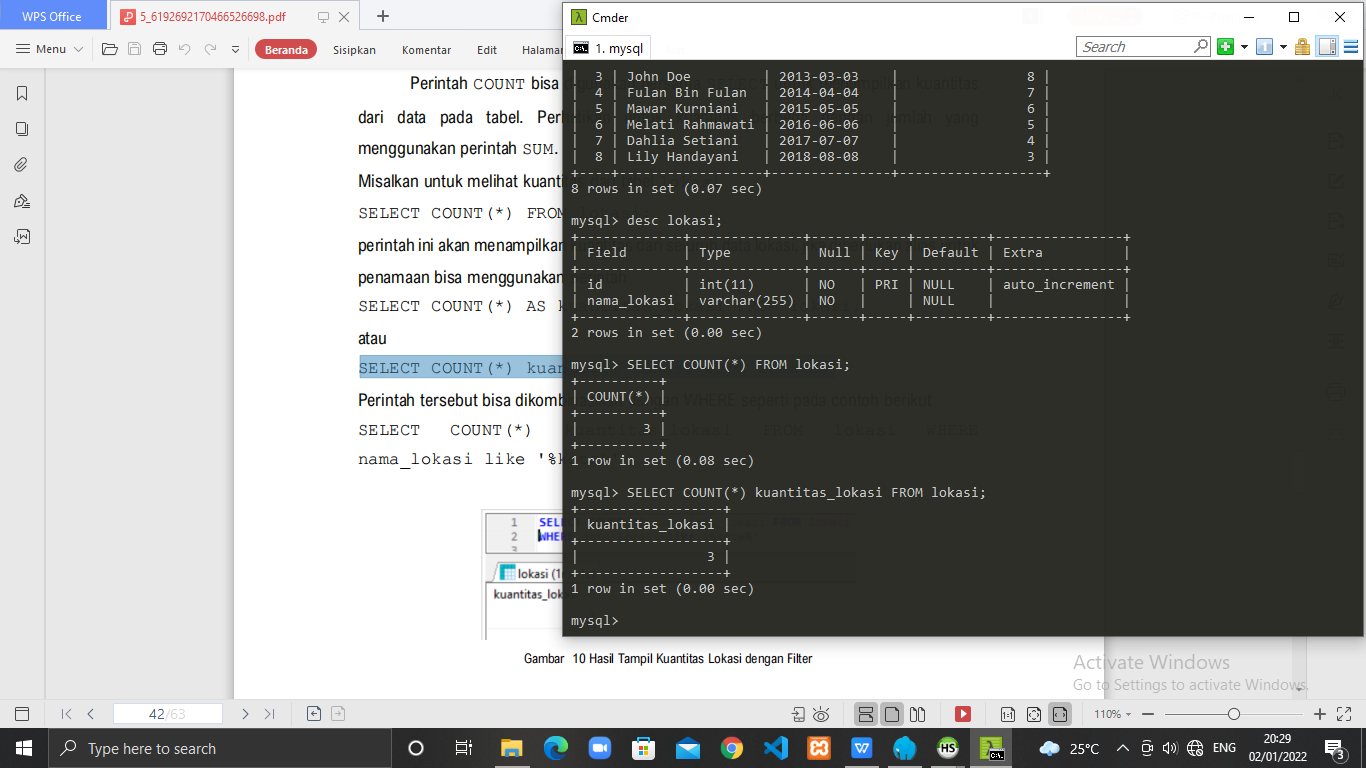 WPS Office
5_6192692170466526698.pdf
Menu
Beranda
Sisipkan
Komentar
Edit
Halaman
Perintah COUNT bisa
dari data pada tabel.
menggunakan perintah SUM.
Misalkan untuk melihat
SELECT COUNT(*) FROM
perintah ini akan menampilkan
penamaan bisa menggunakan
SELECT COUNT(*) AS
atau
SELECT COUNT(*)
Perintah tersebut bisa
WHERE seperti pada contoh berikut
SELECT COUNT(*)
nama_lokasi like
1
2
3
lokasi
Gambar 10 Hasil Tampil Kuantitas Lokasi dengan Filter
Cmder
1. mysql
Search
| 3 | John Doe | 2013-03-03 | 8 |
| 4 | Fulan Bin Fulan | 2014-04-04 | 7 |
| 5 | Mawar Kurniani | 2015-05-05 | 6 |
| 6 | Melati Rahmawati | 2016-06-06 | 5 |
| 7 | Dahlia Setiani | 2017-07-07 | 4 |
| 8 | Lily Handayani | 2018-08-08 | 3 |
+----+------------------+---------------+-------------------+
8 rows in set (0.07 sec)
mysql> desc lokasi;
+-------------+--------------+------+-----+---------+----------------+
| Field | Type | Null | Key | Default | Extra |
+-------------+--------------+------+-----+---------+----------------+
| id | int(11) | NO | PRI | NULL | auto_increment |
| nama_lokasi | varchar(255) | NO | | NULL | |
+-------------+--------------+------+-----+---------+----------------+
2 rows in set (0.00 sec)
mysql> SELECT COUNT(*) FROM lokasi;
+----------+
| COUNT(*) |
+----------+
| 3 |
+----------+
1 row in set (0.08 sec)
mysql> SELECT COUNT(*) kuantitas_lokasi FROM lokasi;
+------------------+
| kuantitas_lokasi |
+------------------+
| 3 |
+------------------+
1 row in set (0.00 sec)
mysql>
Activate Windows
Go to Settings to activate Windows.
42/63
110%
Type here to search
25°C
ENG
20:29
02/01/2022
3